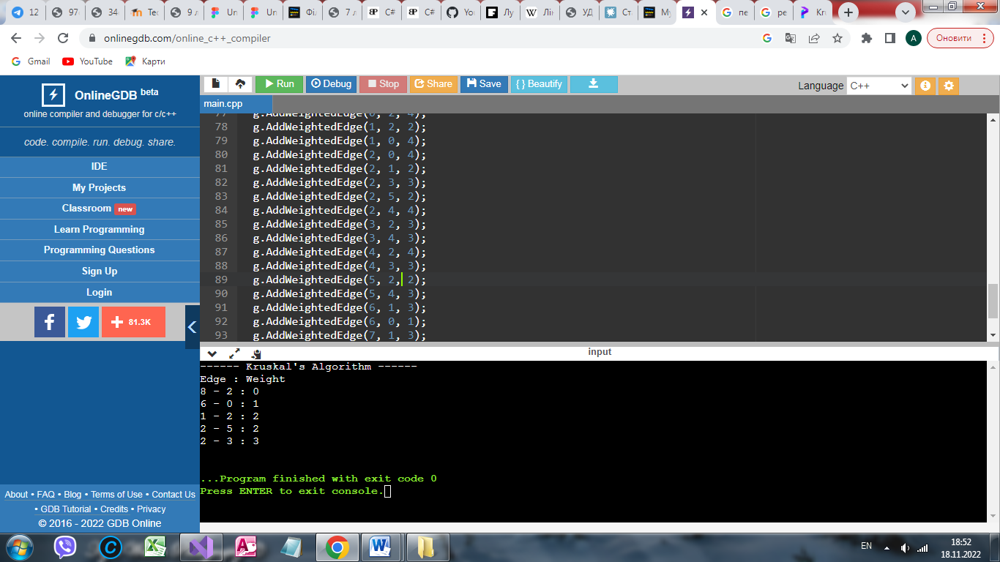 12
97
34
Тес
9 л
Un
Un
Філ
7 л
C#
C#
You
Лу
Лін
УД
Ст
Му
пе
ре
Kru
onlinegdb.com/online_c++_compiler
A
Оновити
Gmail
YouTube
Карти
OnlineGDB beta
online compiler and debugger for c/c++
code. compile. run. debug. share.
IDE
My Projects
Classroom new
Learn Programming
Programming Questions
Sign Up
Login
81.3K
About • FAQ • Blog • Terms of Use • Contact Us
• GDB Tutorial • Credits • Privacy
© 2016 - 2022 GDB Online
Run Debug Stop Share Save { } Beautify
Language C++
main.cpp
77 g.AddWeightedEdge(0, 2, 4);
78 g.AddWeightedEdge(1, 2, 2);
79 g.AddWeightedEdge(1, 0, 4);
80 g.AddWeightedEdge(2, 0, 4);
81 g.AddWeightedEdge(2, 1, 2);
82 g.AddWeightedEdge(2, 3, 3);
83 g.AddWeightedEdge(2, 5, 2);
84 g.AddWeightedEdge(2, 4, 4);
85 g.AddWeightedEdge(3, 2, 3);
86 g.AddWeightedEdge(3, 4, 3);
87 g.AddWeightedEdge(4, 2, 4);
88 g.AddWeightedEdge(4, 3, 3);
89 g.AddWeightedEdge(5, 2, 2);
90 g.AddWeightedEdge(5, 4, 3);
91 g.AddWeightedEdge(6, 1, 3);
92 g.AddWeightedEdge(6, 0, 1);
93 g.AddWeightedEdge(7, 1, 3);
input
------ Kruskal's Algorithm ------
Edge : Weight
8 - 2 : 0
6 - 0 : 1
1 - 2 : 2
2 - 5 : 2
2 - 3 : 3
...Program finished with exit code 0
Press ENTER to exit console.
EN
18:52
18.11.2022